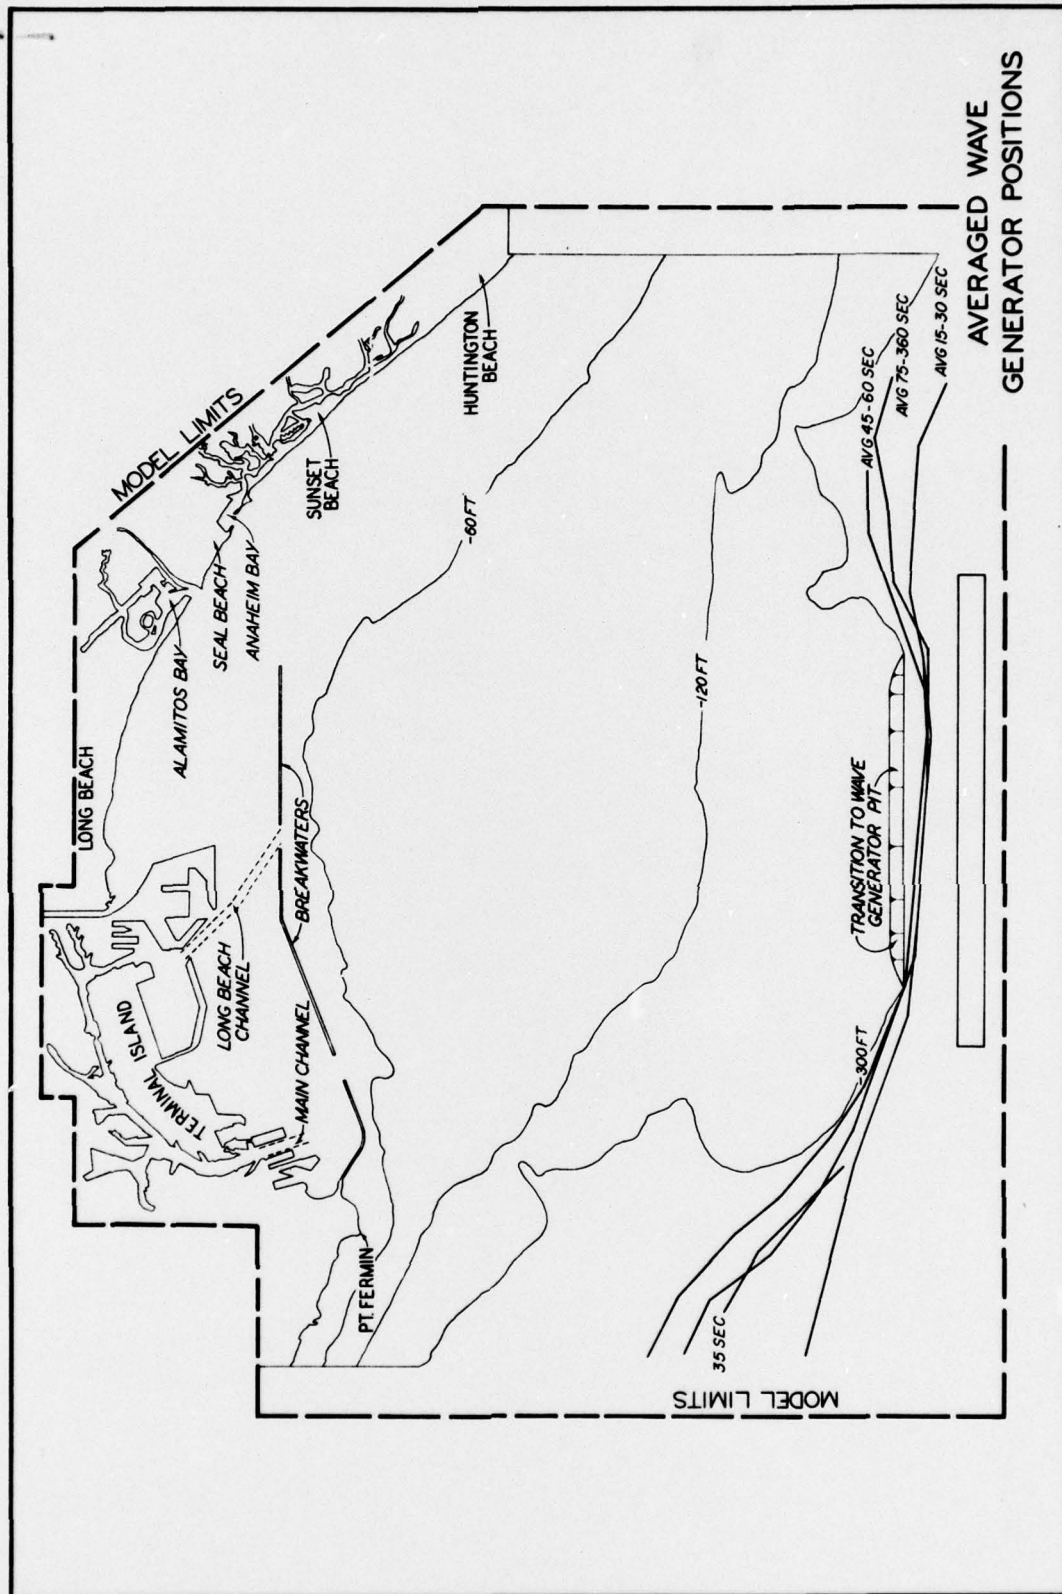 MODEL LIMITS
LONG BEACH
ALAMITOS BAY
SEAL BEACH
ANAHEIM BAY
SUNSET
BEACH
HUNTINGTON
BEACH
TERMINAL ISLAND
LONG BEACH
CHANNEL
MAIN CHANNEL
BREAKWATERS
PT. FERMIN
-60 FT
-120 FT
-300 FT
TRANSITION TO WAVE
GENERATOR PIT
35 SEC
AVG 45-60 SEC
AVG 75-360 SEC
AVG 15-30 SEC
MODEL LIMITS
AVERAGED WAVE
GENERATOR POSITIONS